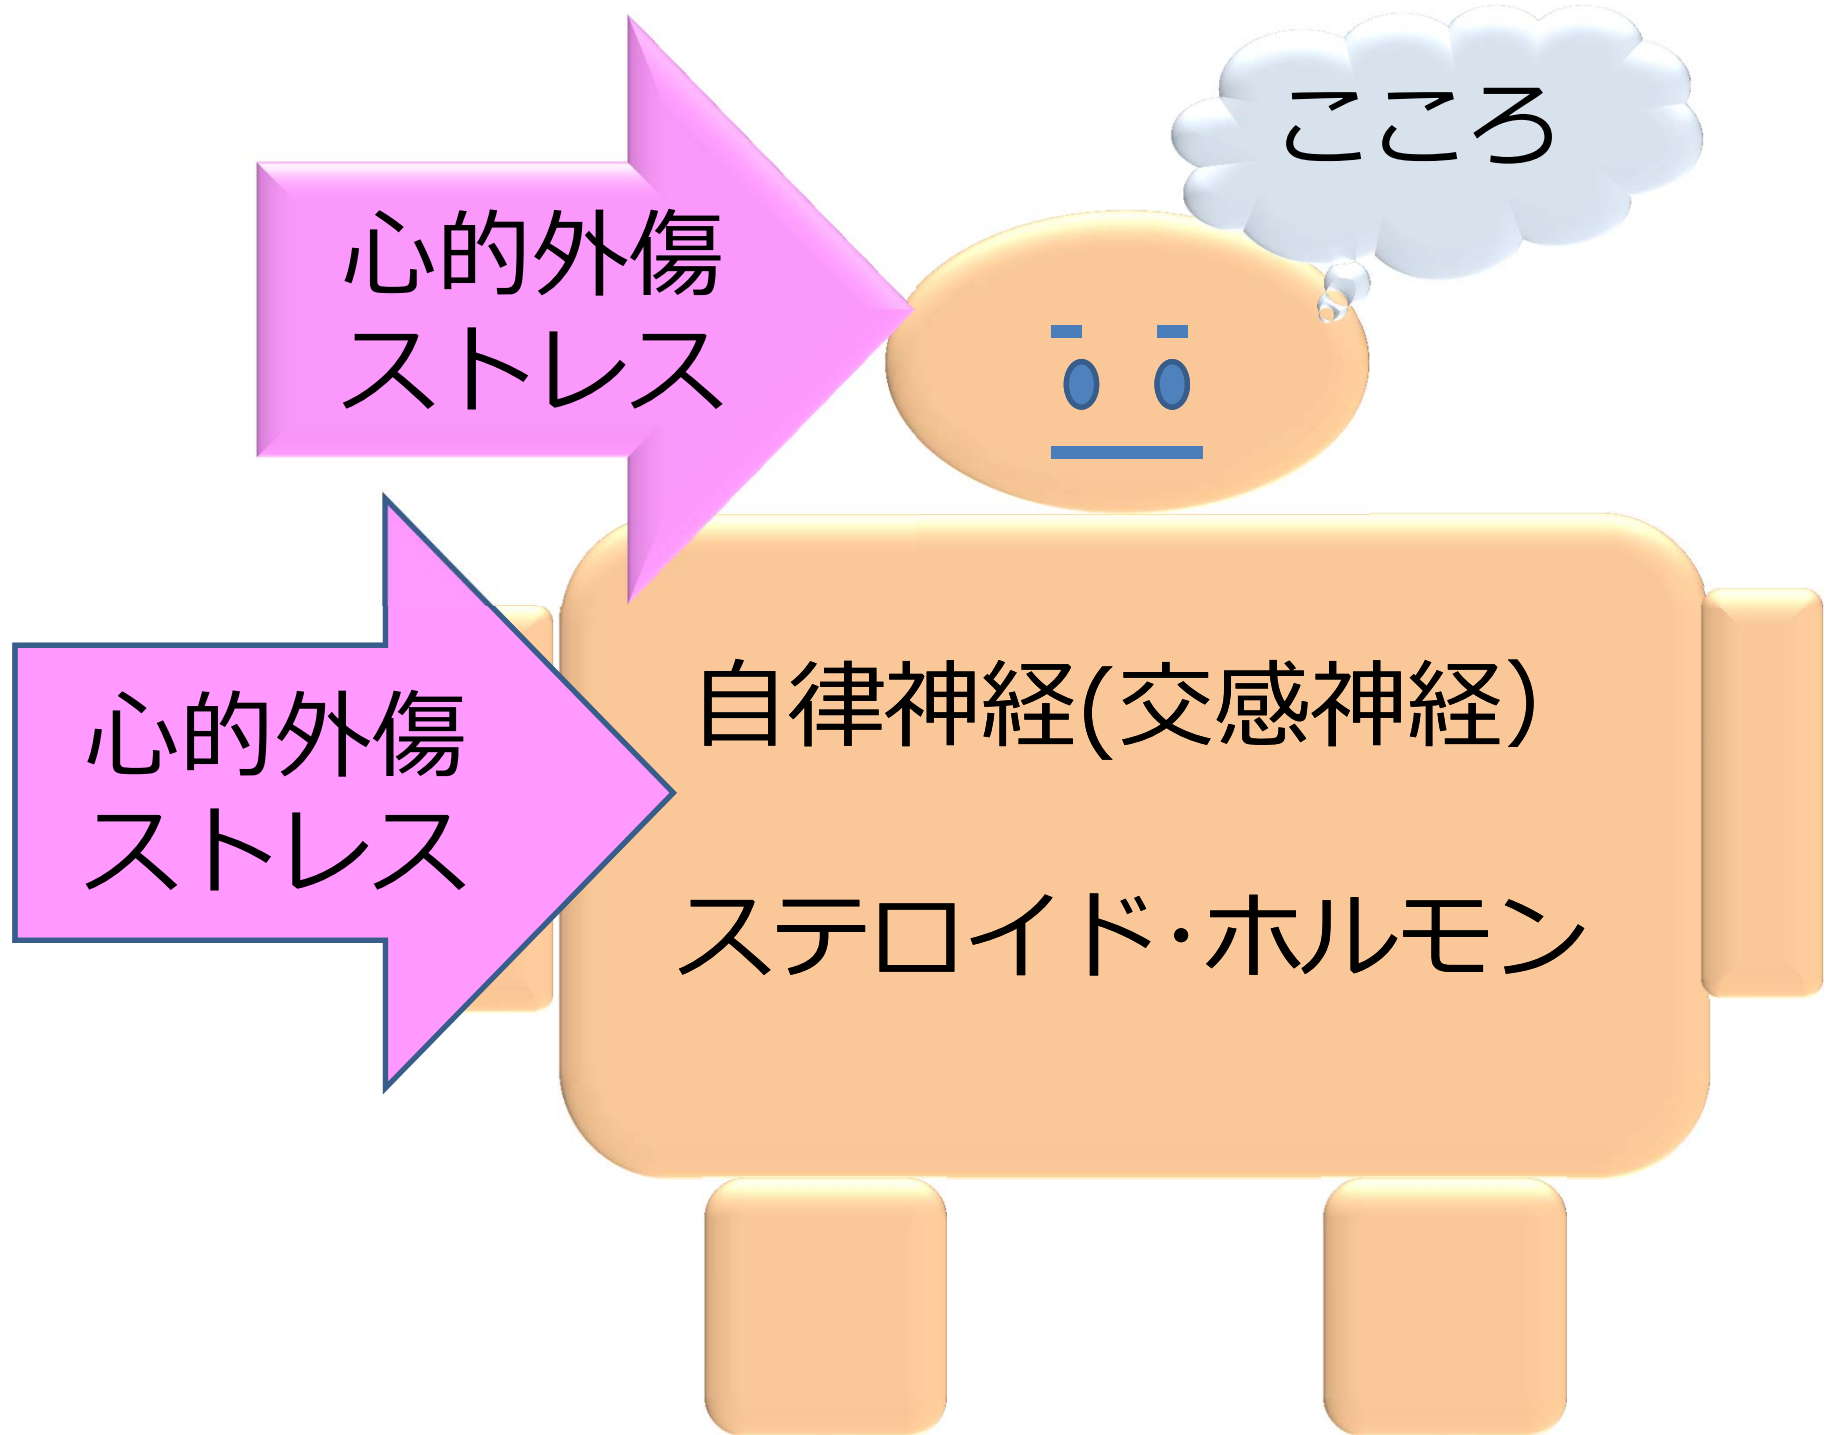 こころ
心的外傷
ストレス
心的外傷
ストレス
自律神経(交感神経）
ステロイド･ホルモン